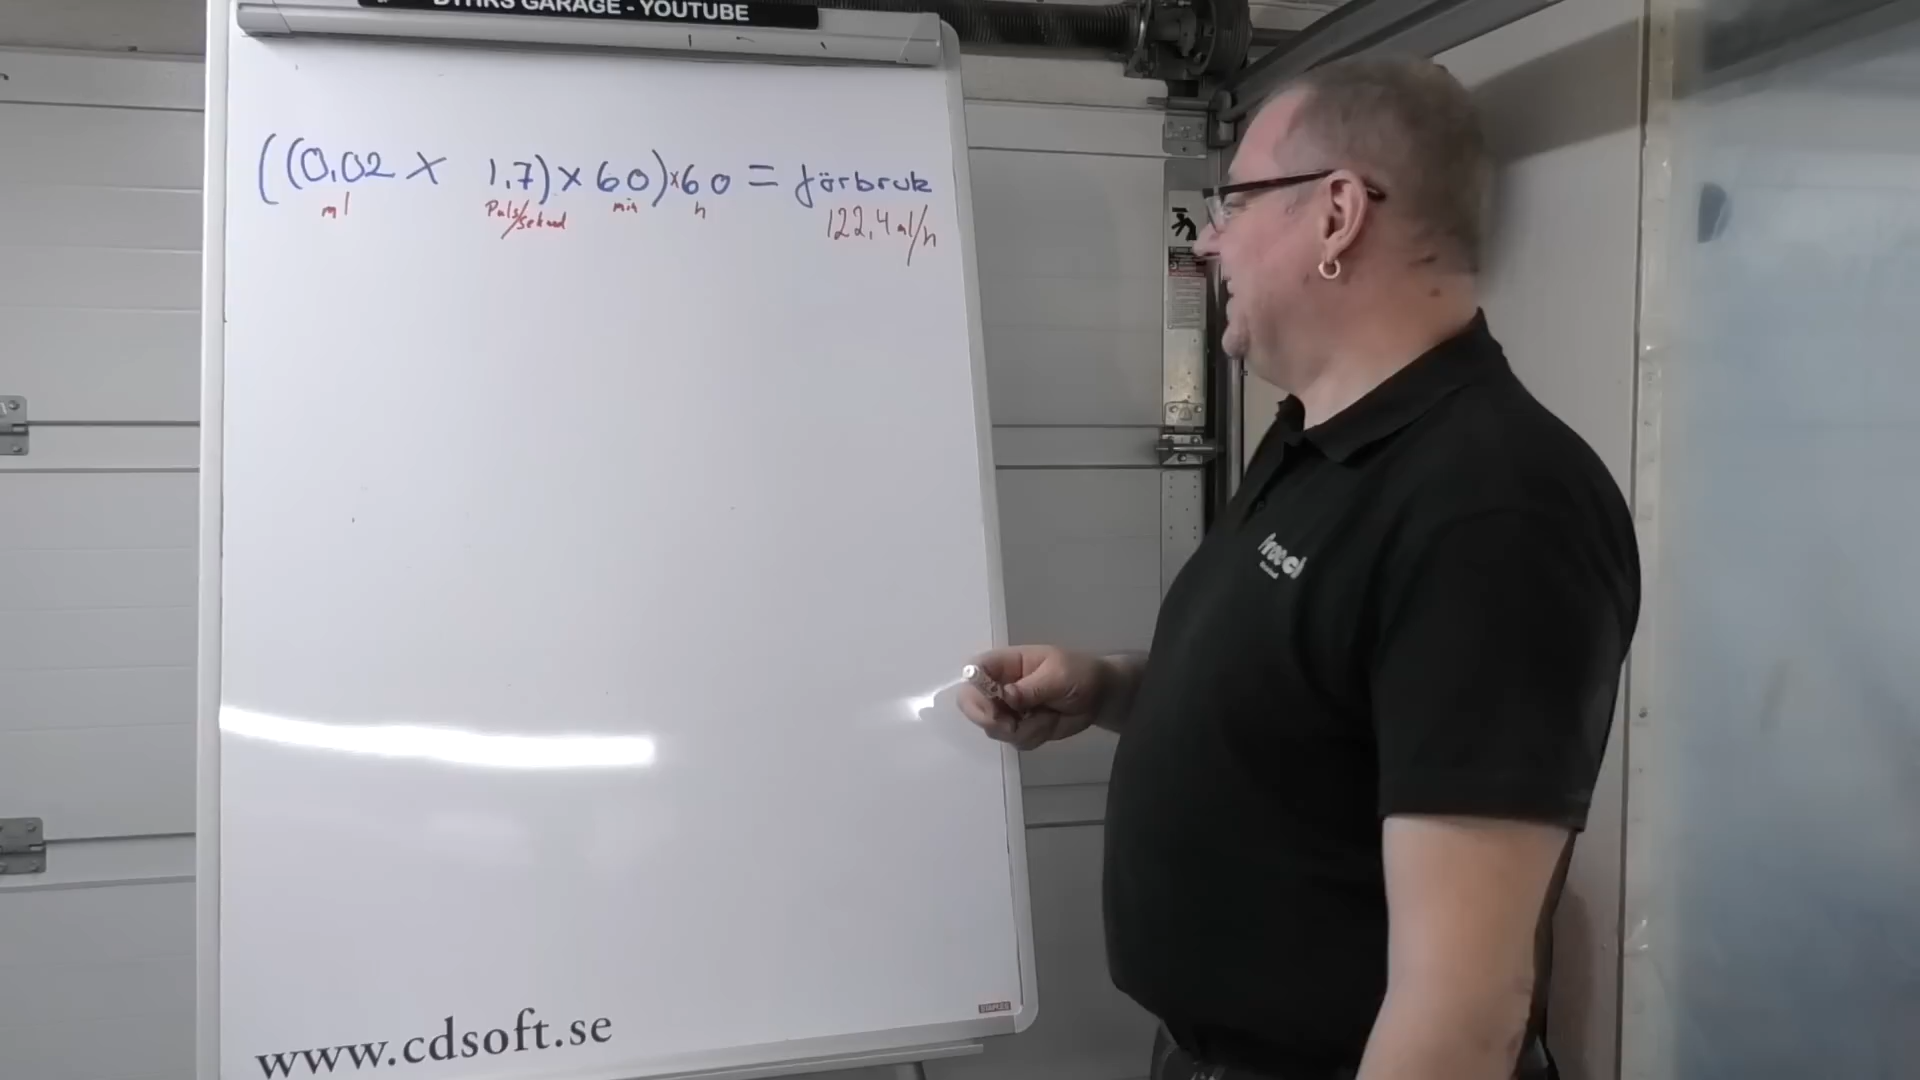 GARAGE - YOUTUBE
((0,02 x 1,7) x 60) x 60 = förbruk
ml Puls/sekund min h
122,4 ml/h
STAPLES
www.cdsoft.se